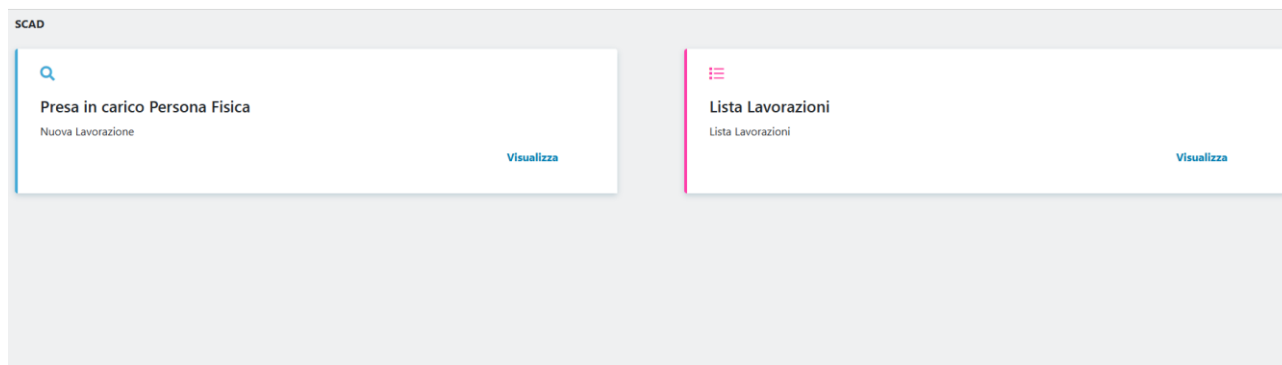 SCAD
Presa in carico Persona Fisica
Nuova Lavorazione
Visualizza
Lista Lavorazioni
Lista Lavorazioni
Visualizza